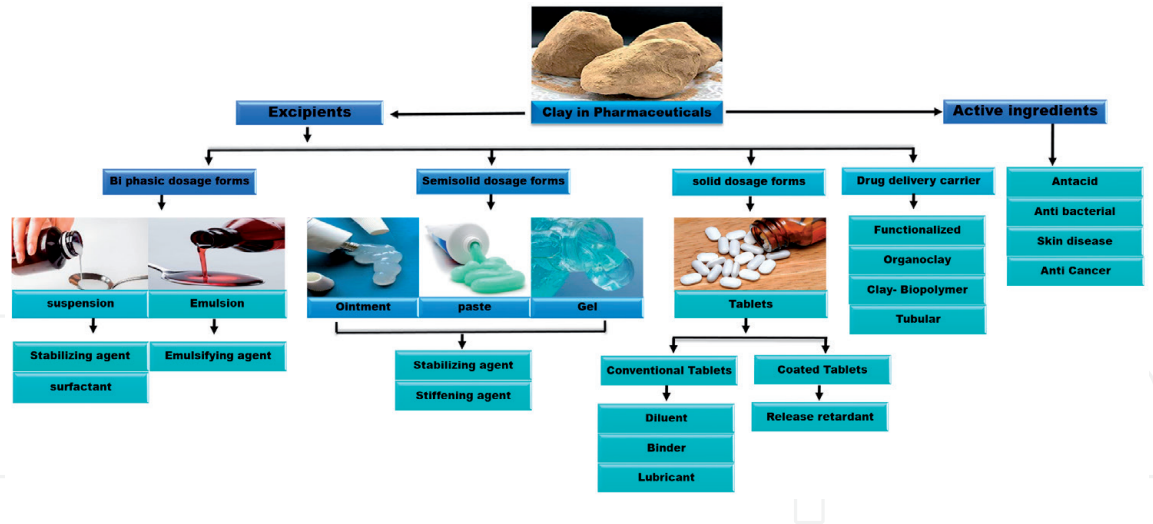 Clay in Pharmaceuticals
Excipients
Active ingredients
Bi phasic dosage forms
Semisolid dosage forms
solid dosage forms
Drug delivery carrier
Antacid
Anti bacterial
Skin disease
Anti Cancer
Functionalized
Organoclay
Clay- Biopolymer
Tubular
suspension
Emulsion
Ointment
paste
Gel
Tablets
Stabilizing agent
surfactant
Emulsifying agent
Stabilizing agent
Stiffening agent
Conventional Tablets
Coated Tablets
Diluent
Binder
Lubricant
Release retardant